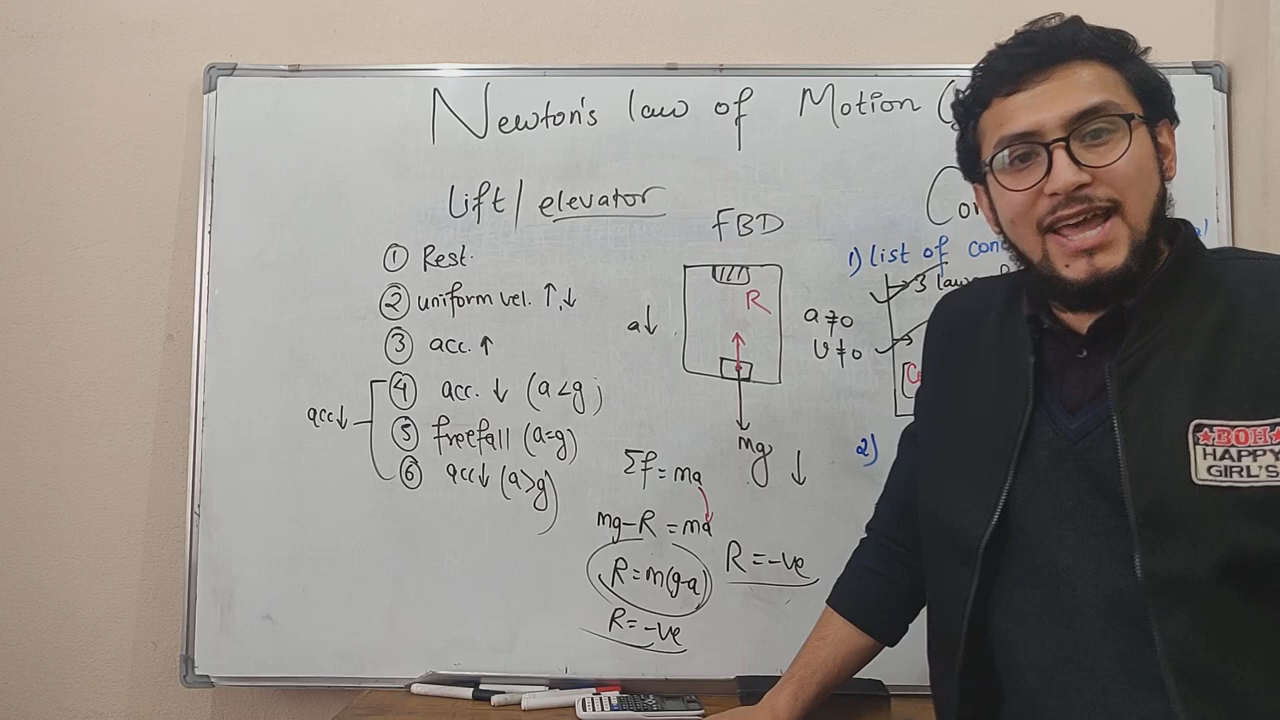 Newton's law of Motion
lift/elevator
① Rest.
② uniform vel. ↑,↓
③ acc. ↑
④ acc. ↓ (a<g)
⑤ freefall (a=g)
⑥ acc↓ (a>g)
acc↓
FBD
R
a↓
a≠0
v≠0
mg ↓
Σf = ma
mg-R = ma
R=m(g-a)
R=-ve
R=-ve
1) list of
3
2)
★BOH★
HAPPY
GIRL'S